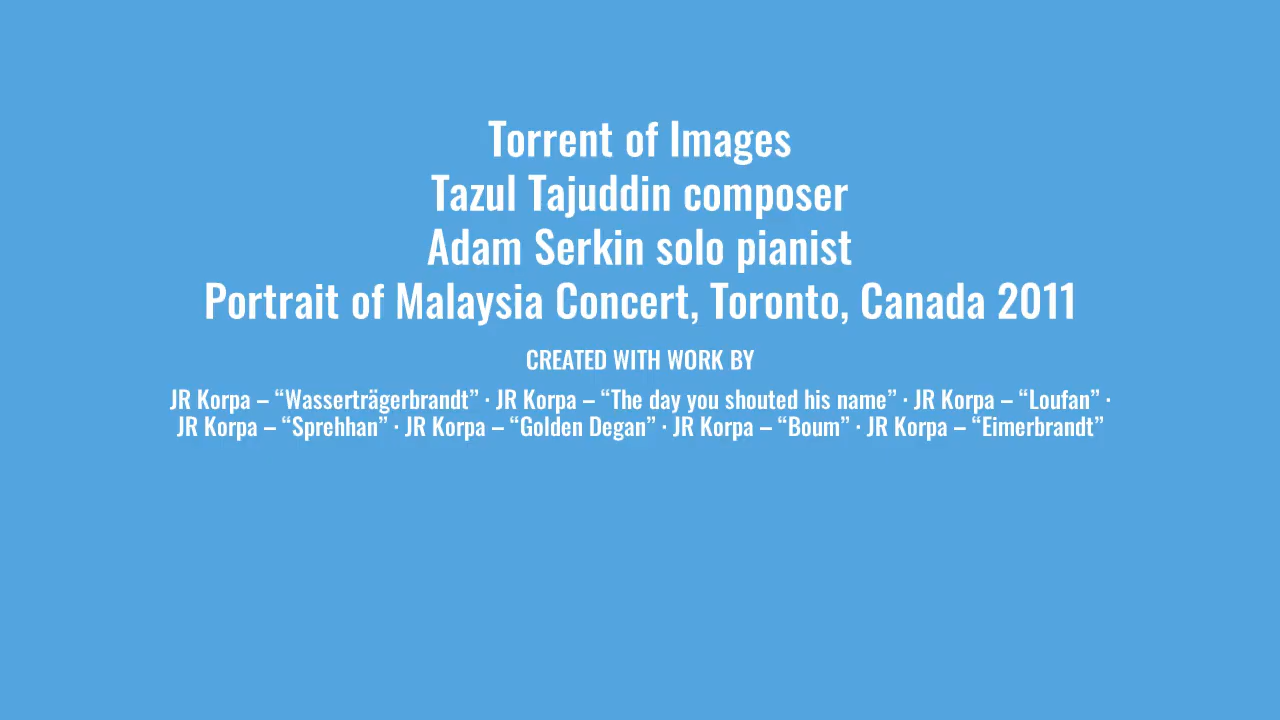 Torrent of Images
Tazul Tajuddin composer
Adam Serkin solo pianist
Portrait of Malaysia Concert, Toronto, Canada 2011
CREATED WITH WORK BY
JR Korpa – “Wasserträgerbrandt” · JR Korpa – “The day you shouted his name” · JR Korpa – “Loufan” ·
JR Korpa – “Sprehhan” · JR Korpa – “Golden Degan” · JR Korpa – “Boum” · JR Korpa – “Eimerbrandt”